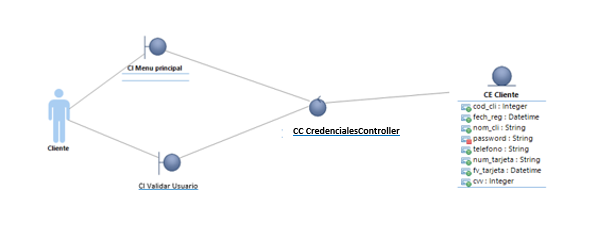 CI Menu principal
Cliente
CI Validar Usuario
CC CredencialesController
CE Cliente
cod_cli : Integer
fech_reg : Datetime
nom_cli : String
password : String
telefono : String
num_tarjeta : String
fv_tarjeta : Datetime
cvv : Integer